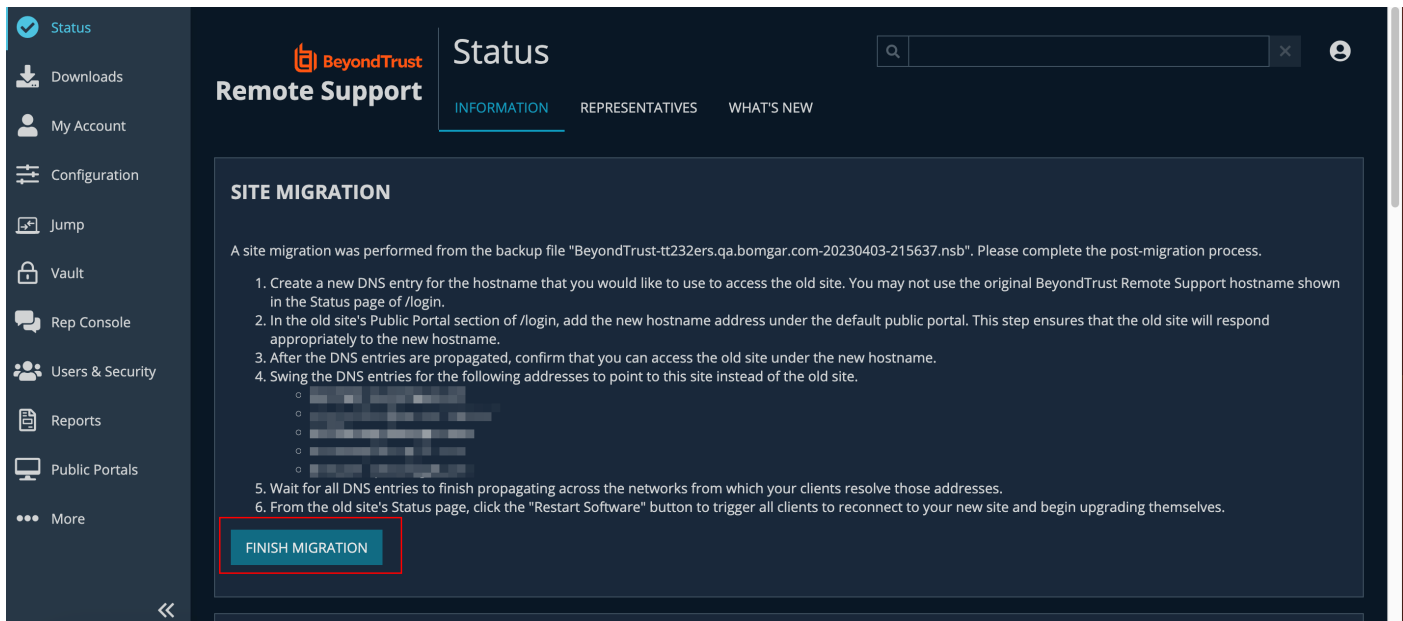 Status
Downloads
My Account
Configuration
Jump
Vault
Rep Console
Users & Security
Reports
Public Portals
More
BeyondTrust
Remote Support
Status
INFORMATION REPRESENTATIVES WHAT'S NEW
SITE MIGRATION
A site migration was performed from the backup file "BeyondTrust-tt232ers.qa.bomgar.com-20230403-215637.nsb". Please complete the post-migration process.
1. Create a new DNS entry for the hostname that you would like to use to access the old site. You may not use the original BeyondTrust Remote Support hostname shown
in the Status page of /login.
2. In the old site's Public Portal section of /login, add the new hostname address under the default public portal. This step ensures that the old site will respond
appropriately to the new hostname.
3. After the DNS entries are propagated, confirm that you can access the old site under the new hostname.
4. Swing the DNS entries for the following addresses to point to this site instead of the old site.
5. Wait for all DNS entries to finish propagating across the networks from which your clients resolve those addresses.
6. From the old site's Status page, click the "Restart Software" button to trigger all clients to reconnect to your new site and begin upgrading themselves.
FINISH MIGRATION